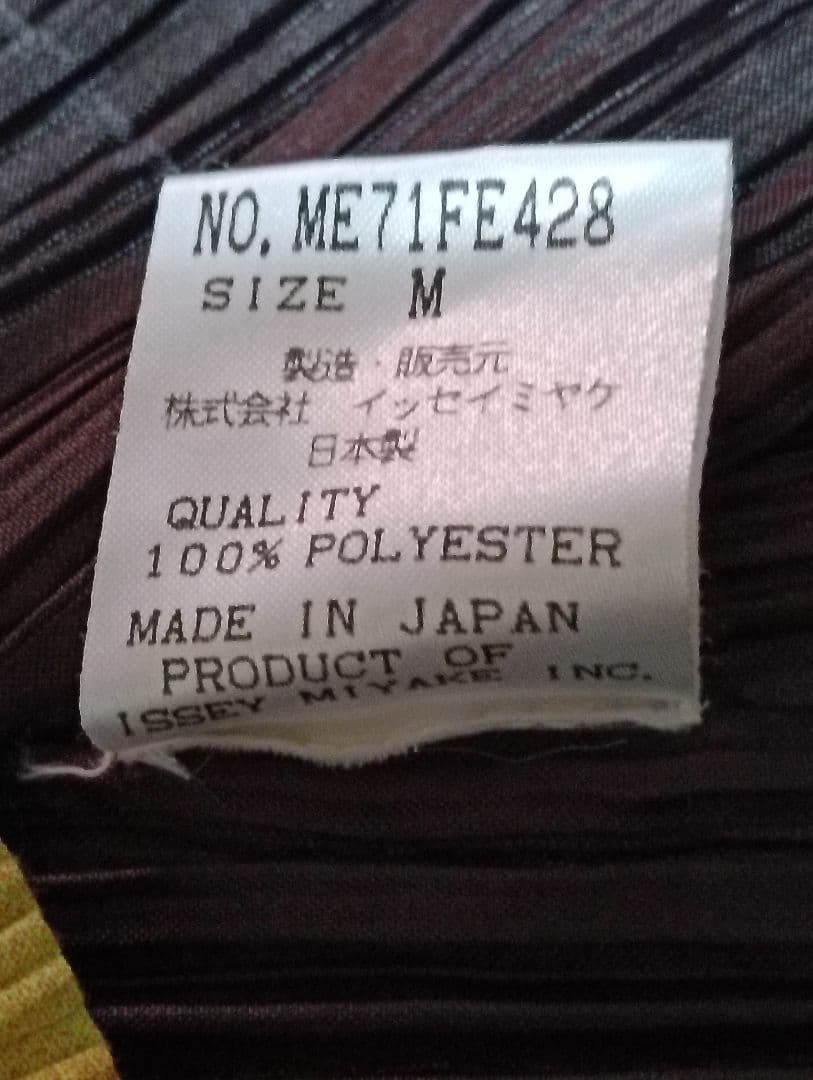 NO. ME71FE428
SIZE M
製造・販売元
株式会社 イッセイミヤケ
日本製
QUALITY
100% POLYESTER
MADE IN JAPAN
PRODUCT OF
ISSEY MIYAKE INC.